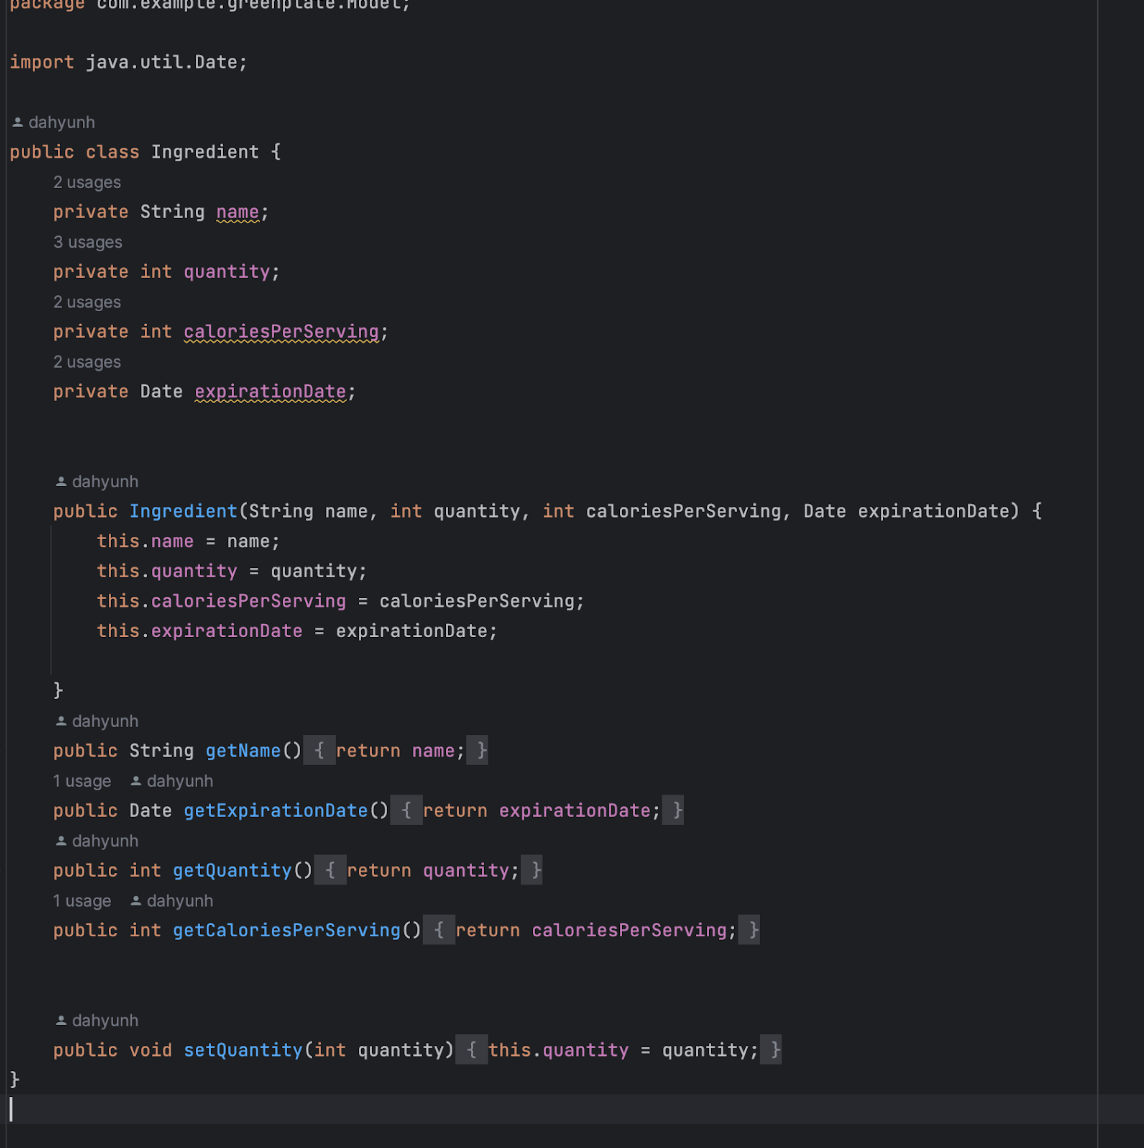 package com.example.greenplate.Model;
import java.util.Date;
dahyunh
public class Ingredient {
2 usages
private String name;
3 usages
private int quantity;
2 usages
private int caloriesPerServing;
2 usages
private Date expirationDate;
dahyunh
public Ingredient(String name, int quantity, int caloriesPerServing, Date expirationDate) {
this.name = name;
this.quantity = quantity;
this.caloriesPerServing = caloriesPerServing;
this.expirationDate = expirationDate;
}
dahyunh
public String getName() { return name; }
1 usage dahyunh
public Date getExpirationDate() { return expirationDate; }
dahyunh
public int getQuantity() { return quantity; }
1 usage dahyunh
public int getCaloriesPerServing() { return caloriesPerServing; }
dahyunh
public void setQuantity(int quantity) { this.quantity = quantity; }
}